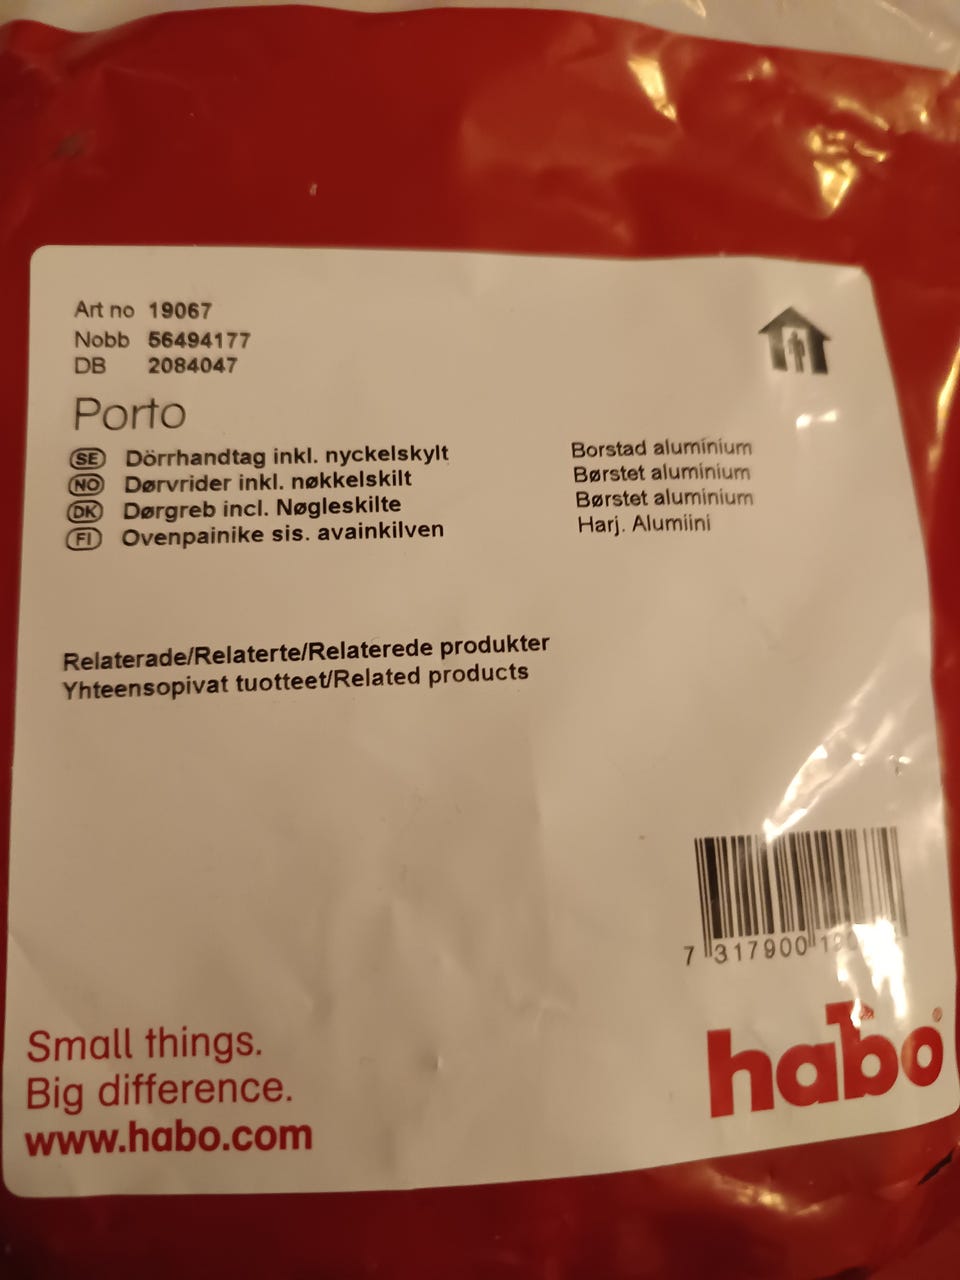 Art no 19067
Nobb 56494177
DB 2084047
Porto
SE Dörrhandtag inkl. nyckelskylt Borstad aluminium
NO Dørvrider inkl. nøkkelskilt Børstet aluminium
DK Dørgreb incl. Nøgleskilte Børstet aluminium
FI Ovenpainike sis. avainkilven Harj. Alumiini
Relaterade/Relaterte/Relaterede produkter
Yhteensopivat tuotteet/Related products
7 317900
Small things.
Big difference.
www.habo.com
habo®